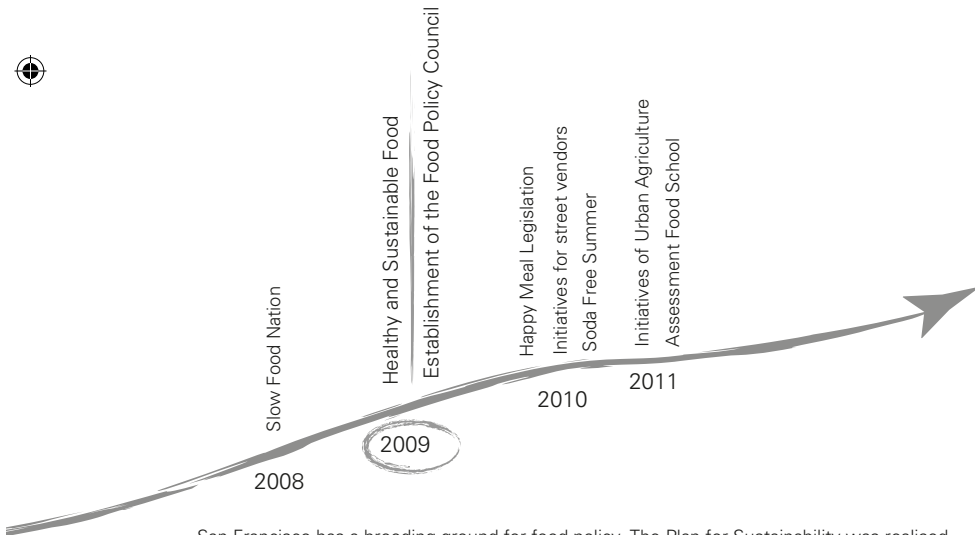 Slow Food Nation
2008
Healthy and Sustainable Food
Establishment of the Food Policy Council
2009
Happy Meal Legislation
Initiatives for street vendors
Soda Free Summer
2010
Initiatives of Urban Agriculture
Assessment Food School
2011
San Francisco has a breeding ground for food policy. The Plan for Sustainability was realised